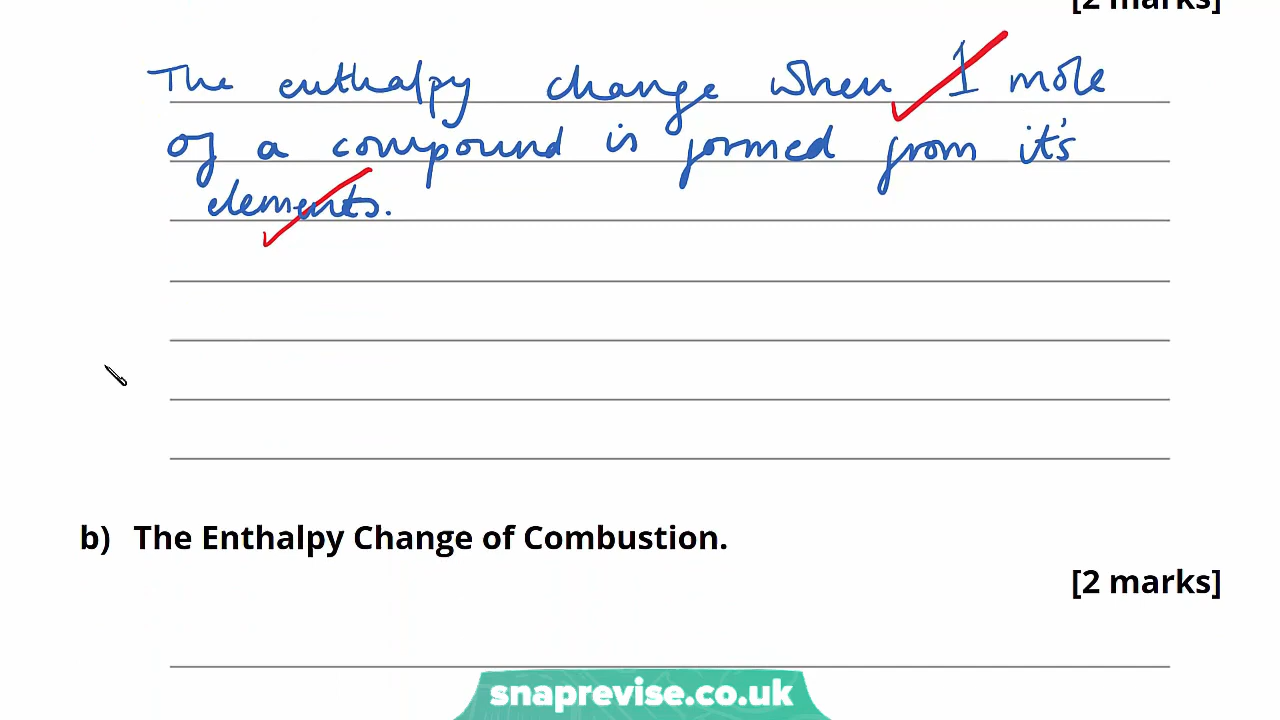 [2 marks]
The enthalpy change when 1 mole
of a compound is formed from it's
elements.
b) The Enthalpy Change of Combustion.
[2 marks]
snaprevise.co.uk